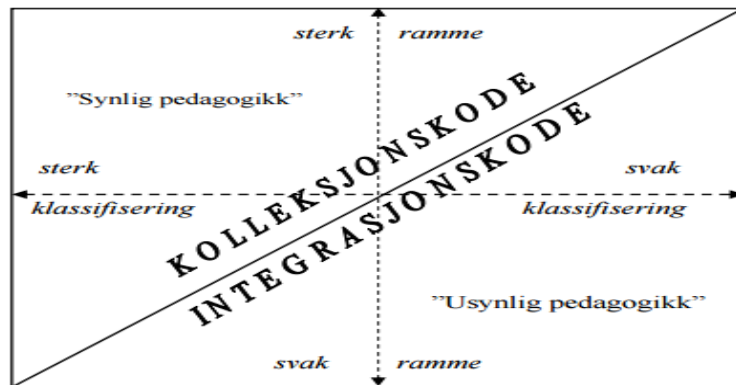 sterk ramme
"Synlig pedagogikk"
KOLLEKSJONSKODE
INTEGRASJONSKODE
sterk svak
klassifisering klassifisering
"Usynlig pedagogikk"
svak ramme